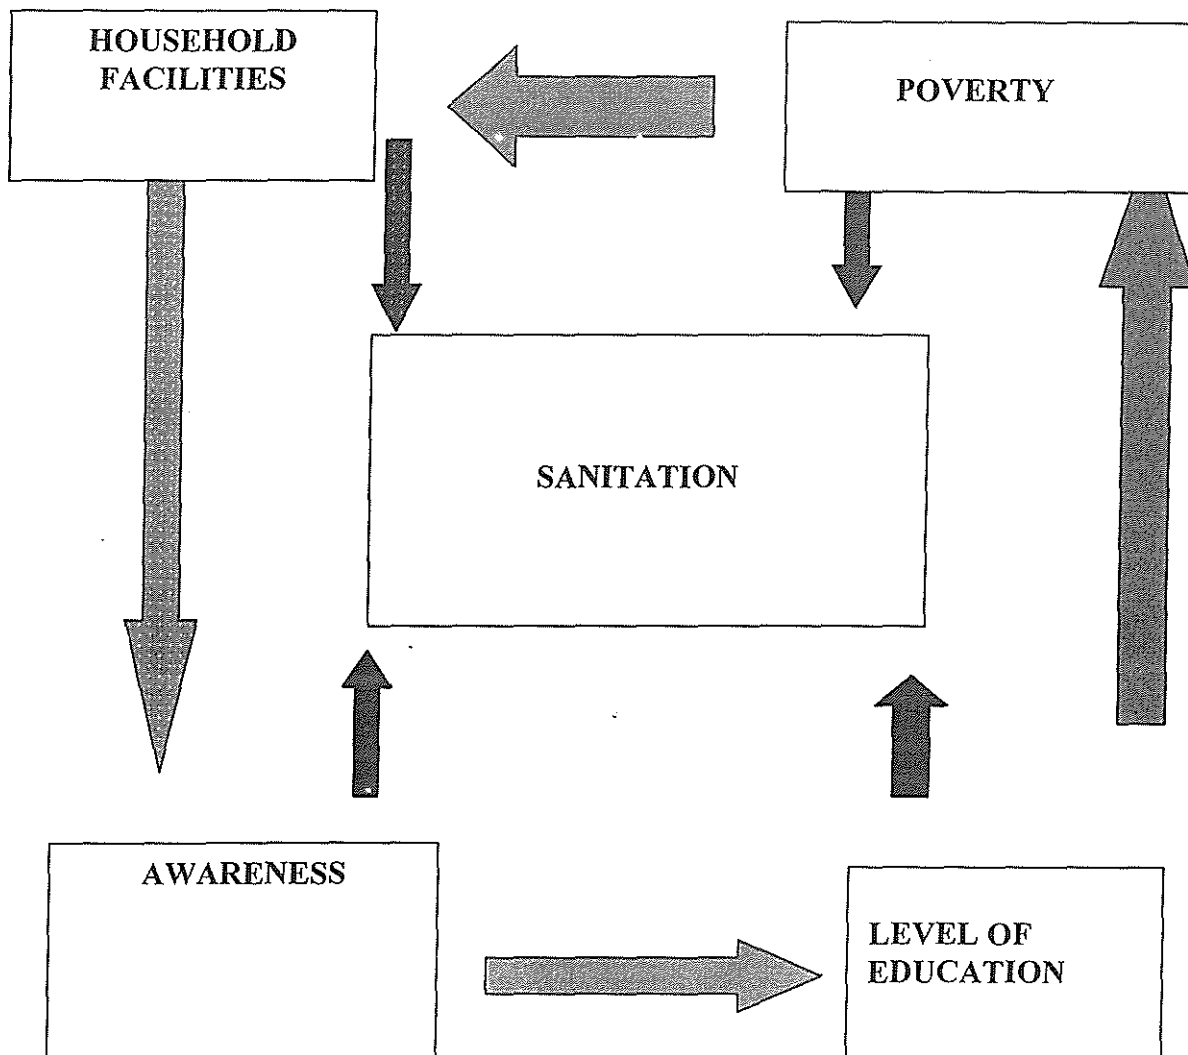 HOUSEHOLD
FACILITIES
POVERTY
SANITATION
AWARENESS
LEVEL OF
EDUCATION